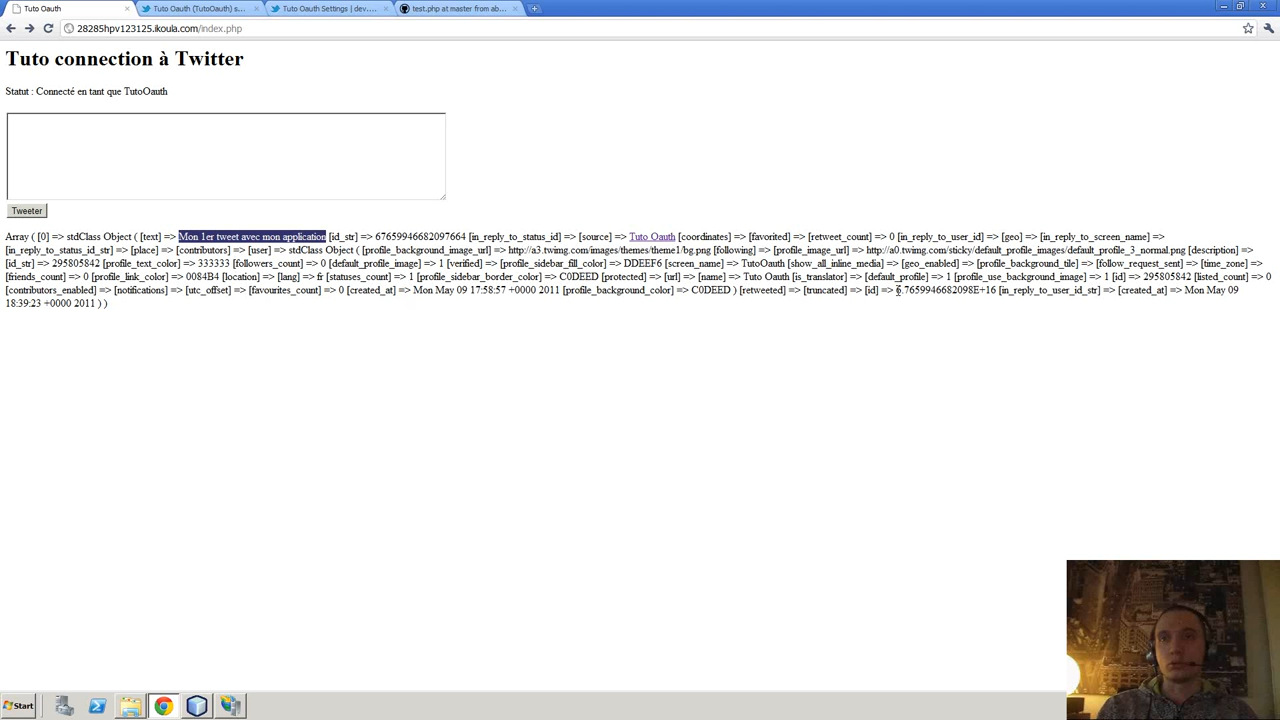 Tuto Oauth
Tuto Oauth (TutoOauth) s...
Tuto Oauth Settings | dev....
test.php at master from ab...
28285hpv123125.ikoula.com/index.php
Tuto connection à Twitter
Statut : Connecté en tant que TutoOauth
Tweeter
Array ( [0] => stdClass Object ( [text] => Mon 1er tweet avec mon application [id_str] => 67659946682097664 [in_reply_to_status_id] => [source] => Tuto Oauth [coordinates] => [favorited] => [retweet_count] => 0 [in_reply_to_user_id] => [geo] => [in_reply_to_screen_name] =>
[in_reply_to_status_id_str] => [place] => [contributors] => [user] => stdClass Object ( [profile_background_image_url] => http://a3.twimg.com/images/themes/theme1/bg.png [following] => [profile_image_url] => http://a0.twimg.com/sticky/default_profile_images/default_profile_3_normal.png [description] =>
[id_str] => 295805842 [profile_text_color] => 333333 [followers_count] => 0 [default_profile_image] => 1 [verified] => [profile_sidebar_fill_color] => DDEEF6 [screen_name] => TutoOauth [show_all_inline_media] => [geo_enabled] => [profile_background_tile] => [follow_request_sent] => [time_zone] =>
[friends_count] => 0 [profile_link_color] => 0084B4 [location] => [lang] => fr [statuses_count] => 1 [profile_sidebar_border_color] => C0DEED [protected] => [url] => [name] => Tuto Oauth [is_translator] => [default_profile] => 1 [profile_use_background_image] => 1 [id] => 295805842 [listed_count] => 0
[contributors_enabled] => [notifications] => [utc_offset] => [favourites_count] => 0 [created_at] => Mon May 09 17:58:57 +0000 2011 [profile_background_color] => C0DEED ) [retweeted] => [truncated] => [id] => 6.7659946682098E+16 [in_reply_to_user_id_str] => [created_at] => Mon May 09
18:39:23 +0000 2011 ) )
Start